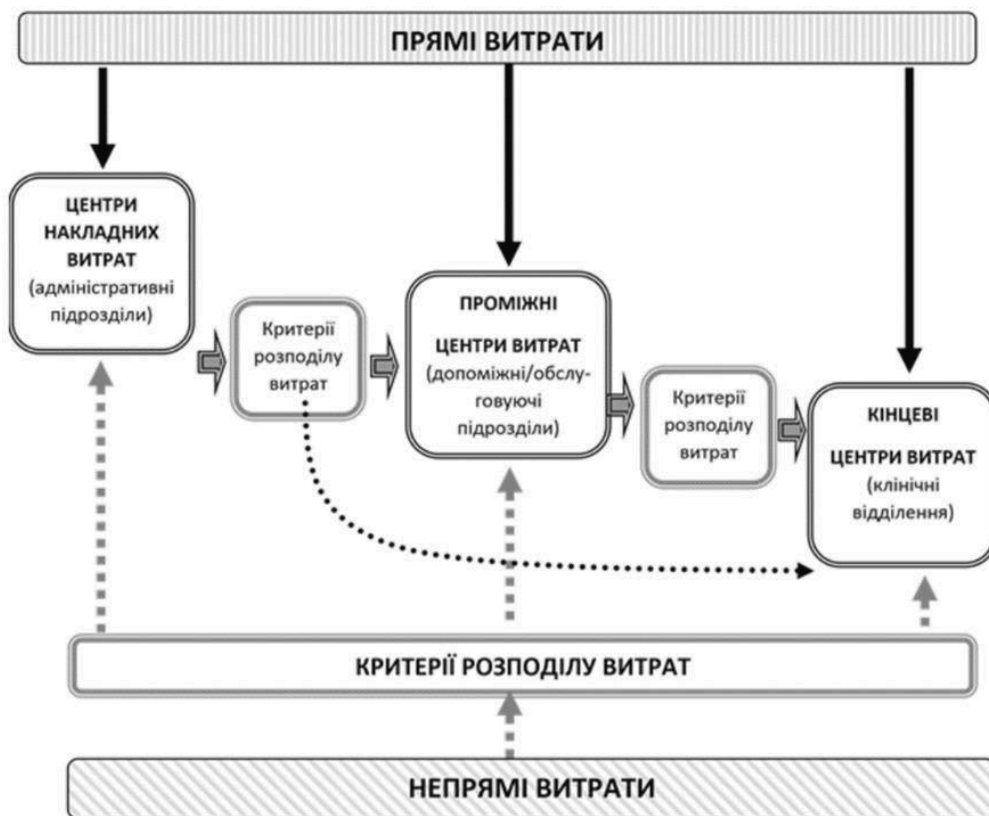 ПРЯМІ ВИТРАТИ
ЦЕНТРИ
НАКЛАДНИХ
ВИТРАТ
(адміністративні
підрозділи)
Критерії
розподілу
витрат
ПРОМІЖНІ
ЦЕНТРИ ВИТРАТ
(допоміжні/обслу-
говуючі
підрозділи)
Критерії
розподілу
витрат
КІНЦЕВІ
ЦЕНТРИ ВИТРАТ
(клінічні
відділення)
КРИТЕРІЇ РОЗПОДІЛУ ВИТРАТ
НЕПРЯМІ ВИТРАТИ